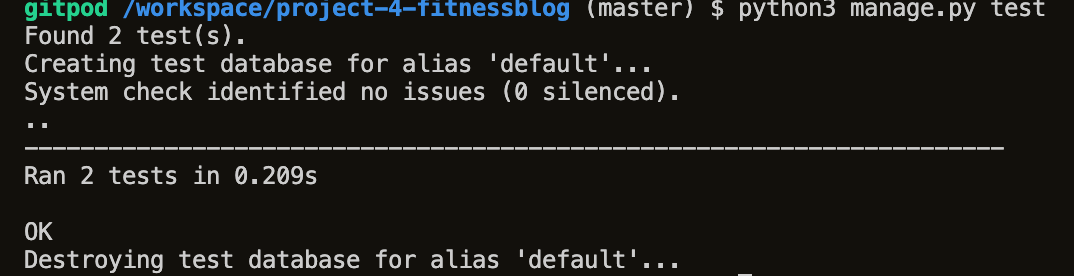 gitpod /workspace/project-4-fitnessblog (master) $ python3 manage.py test
Found 2 test(s).
Creating test database for alias 'default'...
System check identified no issues (0 silenced).
..
----------------------------------------------------------------------
Ran 2 tests in 0.209s
OK
Destroying test database for alias 'default'...